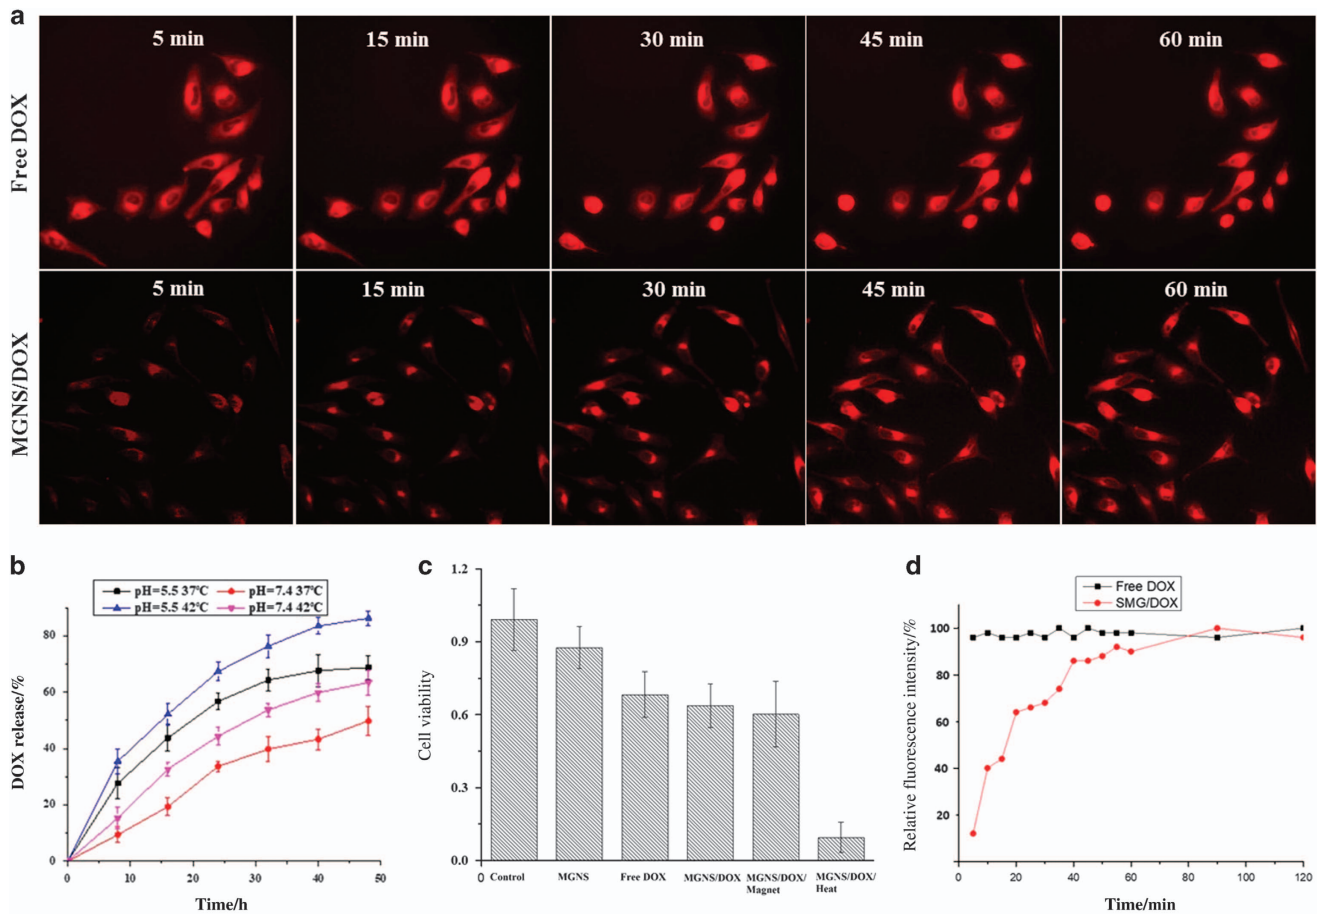 a
5 min
15 min
30 min
45 min
60 min
Free DOX
5 min
15 min
30 min
45 min
60 min
MGNS/DOX
b
pH=5.5 37℃
pH=7.4 37℃
pH=5.5 42℃
pH=7.4 42℃
DOX release/%
80
60
40
20
0
0
10
20
30
40
50
Time/h
c
Cell viability
1.2
0.9
0.6
0.3
0.0
0
Control
MGNS
Free DOX
MGNS/DOX
MGNS/DOX/
Magnet
MGNS/DOX/
Heat
d
Free DOX
SMG/DOX
Relative fluorescence intensity/%
100
80
60
40
20
0
20
40
60
80
100
120
Time/min